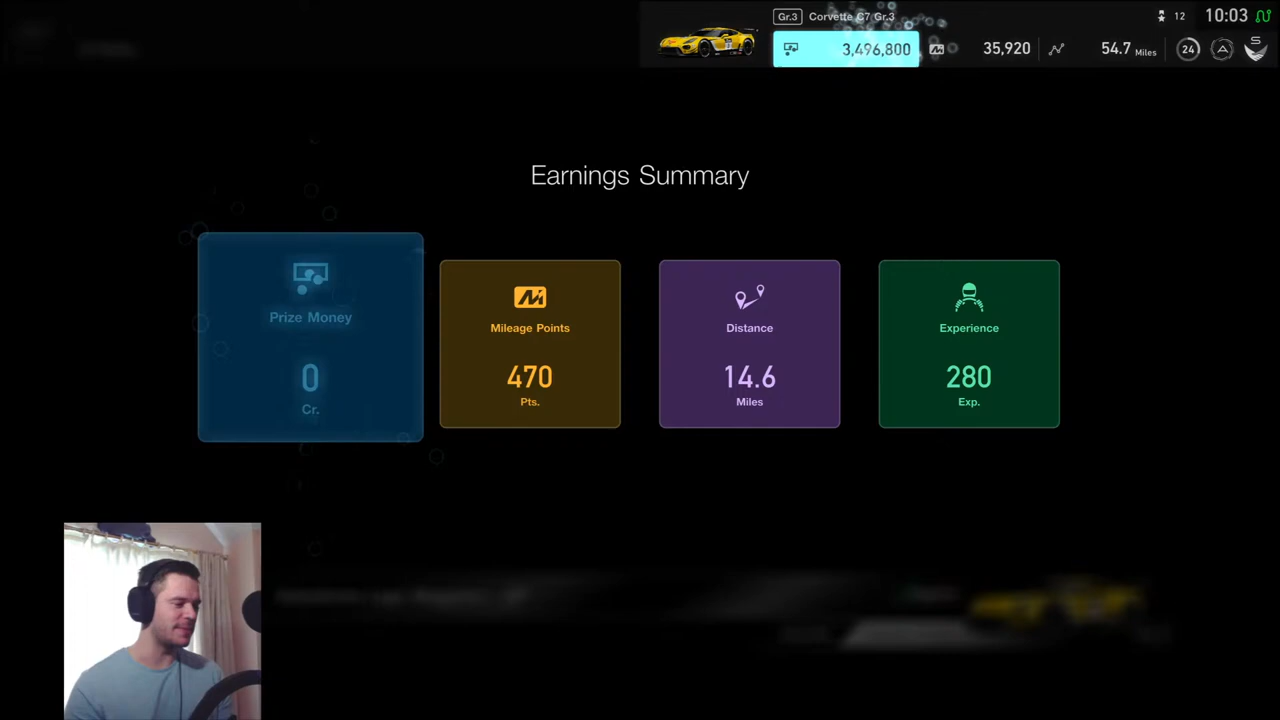 Gr.3 Corvette C7 Gr.3 12 10:03
3,496,800 35,920 54.7 Miles 24 A S
Earnings Summary
Prize Money
0
Cr.
Mileage Points
470
Pts.
Distance
14.6
Miles
Experience
280
Exp.